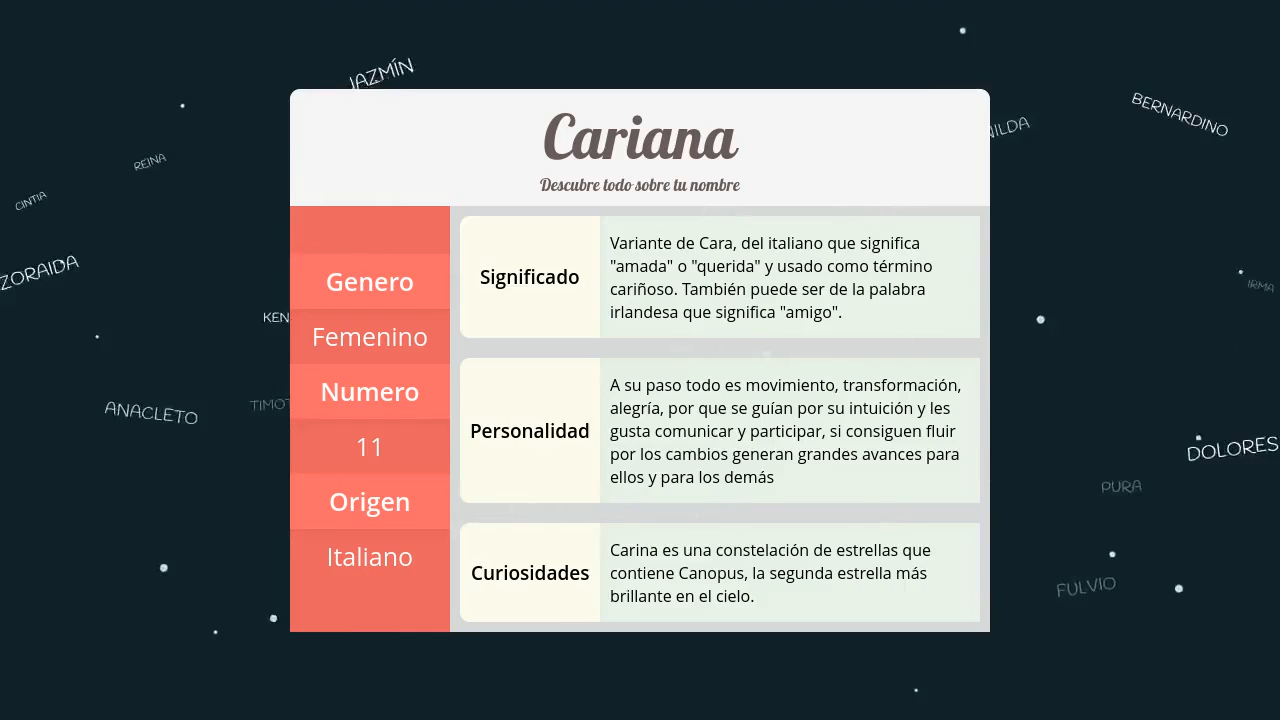 JAZMÍN
BERNARDINO
NILDA
REINA
CINTIA
ZORAIDA
IRMA
KEN
ANACLETO
TIMOT
DOLORES
PURA
FULVIO
Cariana
Descubre todo sobre tu nombre
Genero
Femenino
Numero
11
Origen
Italiano
Significado
Variante de Cara, del italiano que significa
"amada" o "querida" y usado como término
cariñoso. También puede ser de la palabra
irlandesa que significa "amigo".
Personalidad
A su paso todo es movimiento, transformación,
alegría, por que se guían por su intuición y les
gusta comunicar y participar, si consiguen fluir
por los cambios generan grandes avances para
ellos y para los demás
Curiosidades
Carina es una constelación de estrellas que
contiene Canopus, la segunda estrella más
brillante en el cielo.